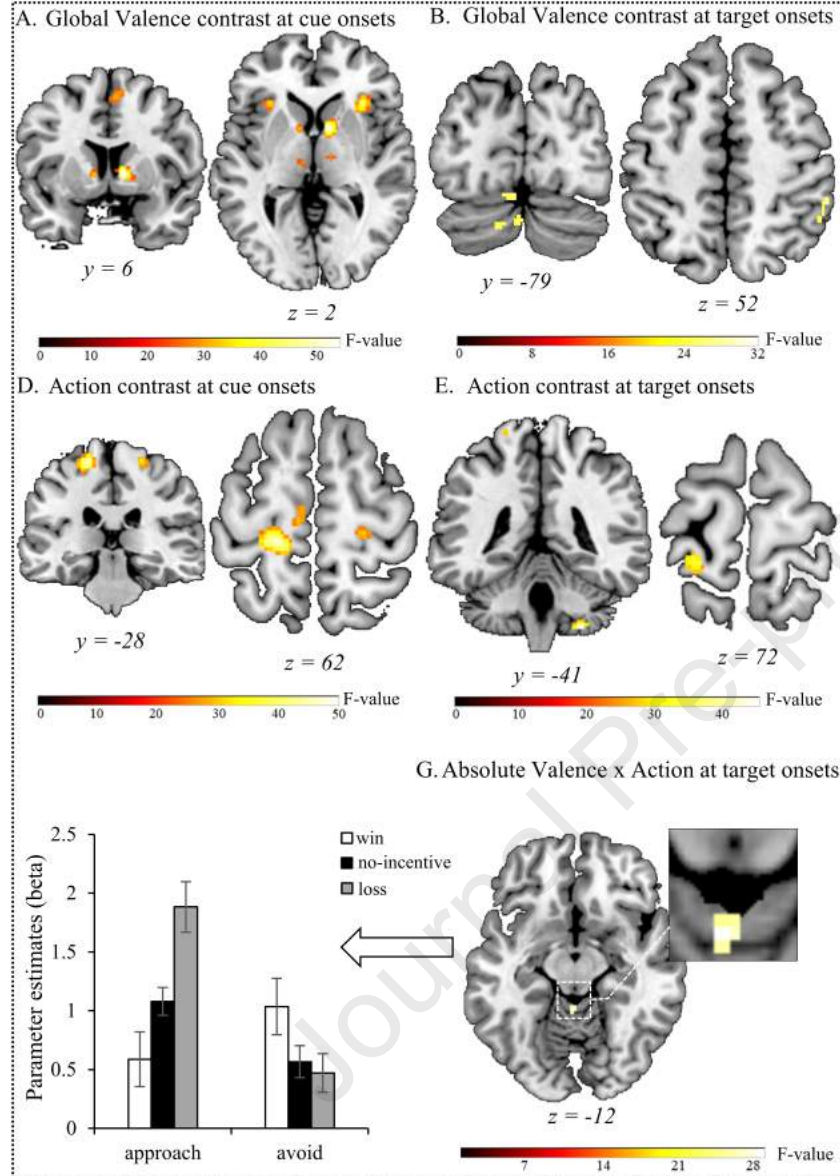 A. Global Valence contrast at cue onsets
B. Global Valence contrast at target onsets
y = 6
z = 2
y = -79
z = 52
F-value
0 10 20 30 40 50
F-value
0 8 16 24 32
D. Action contrast at cue onsets
E. Action contrast at target onsets
y = -28
z = 62
y = -41
z = 72
F-value
0 10 20 30 40 50
F-value
0 10 20 30 40
G. Absolute Valence x Action at target onsets
Parameter estimates (beta)
2.5
2
1.5
1
0.5
0
win
no-incentive
loss
approach avoid
z = -12
F-value
7 14 21 28
Journal Pre-p